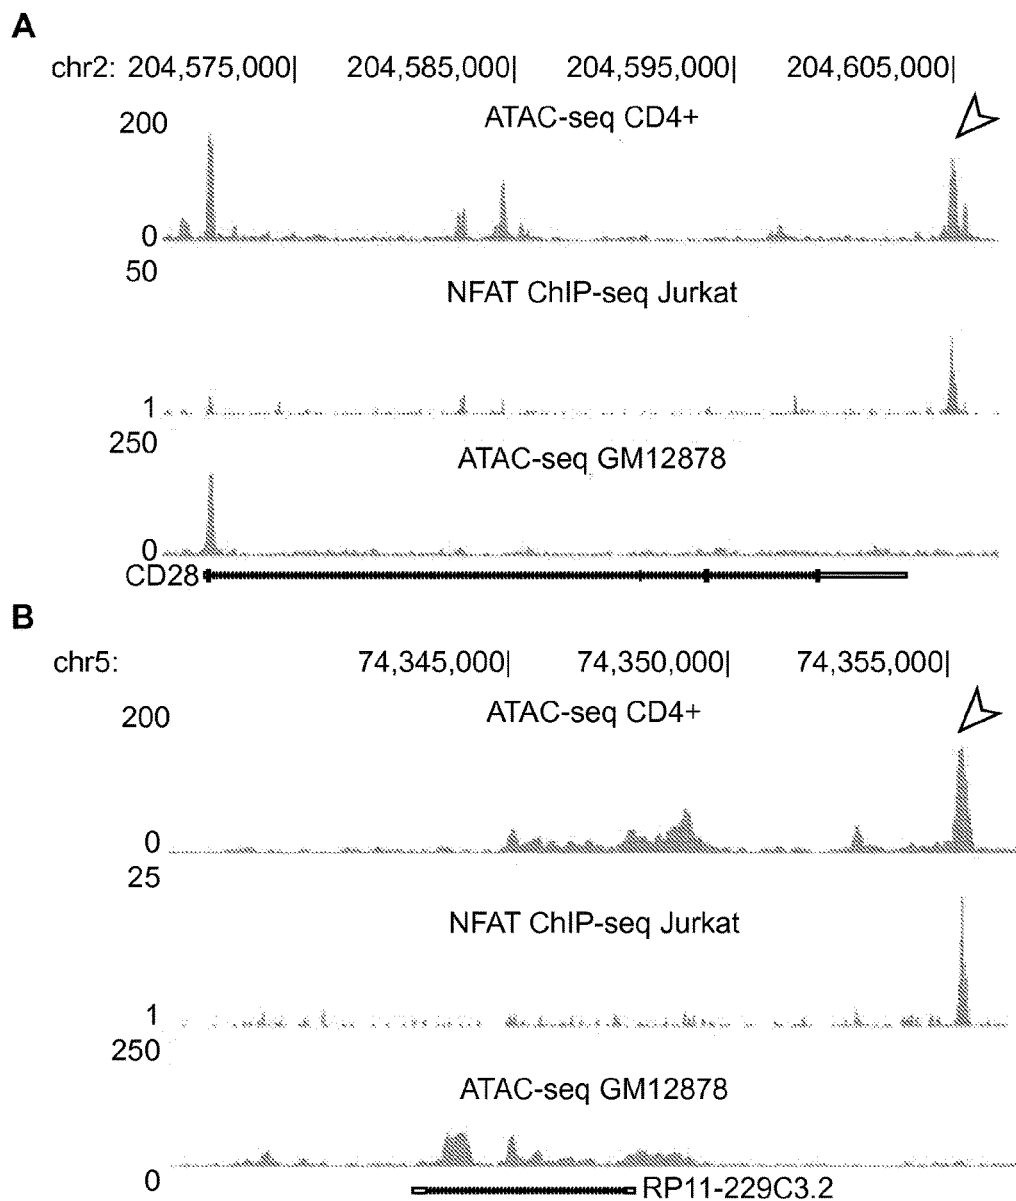 A
chr2: 204,575,000| 204,585,000| 204,595,000| 204,605,000|
ATAC-seq CD4+
200
0
NFAT ChIP-seq Jurkat
50
1
ATAC-seq GM12878
250
0
CD28
B
chr5: 74,345,000| 74,350,000| 74,355,000|
ATAC-seq CD4+
200
0
NFAT ChIP-seq Jurkat
25
1
ATAC-seq GM12878
250
0
RP11-229C3.2